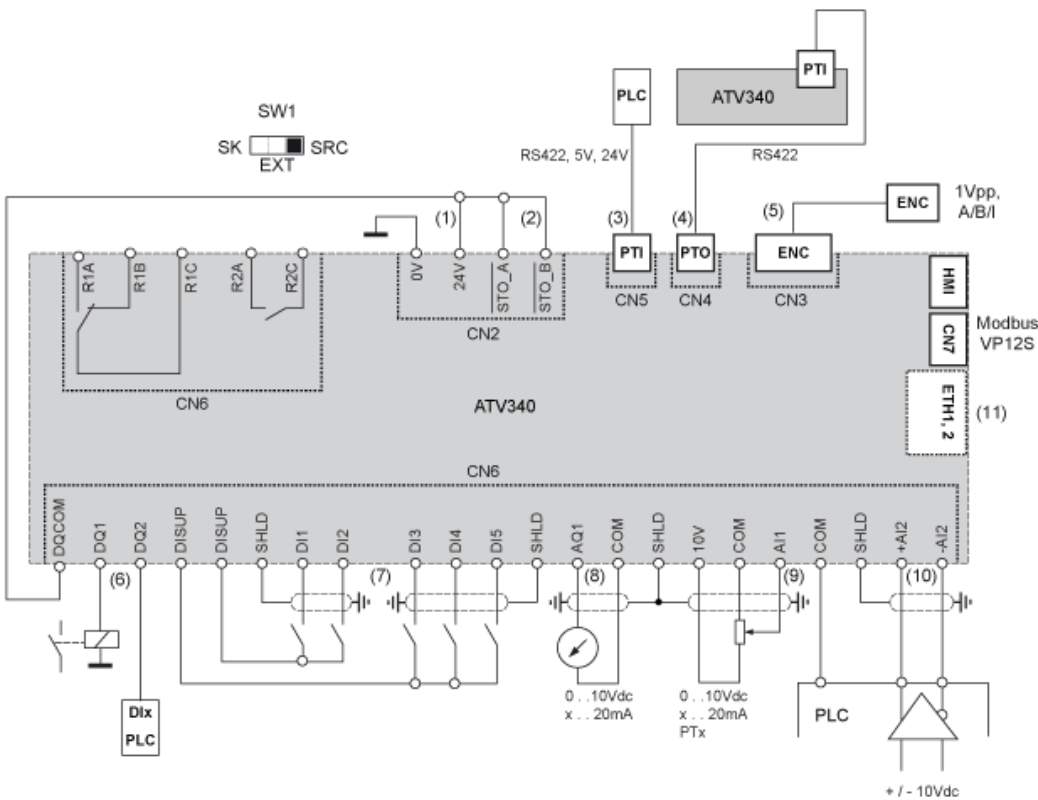 PTI
PLC
ATV340
SW1
SK
SRC
EXT
RS422, 5V, 24V
RS422
ENC
1Vpp,
A/B/I
(1)
(2)
(3)
(4)
(5)
R1A
R1B
R1C
R2A
R2C
0V
24V
STO_A
STO_B
PTI
PTO
ENC
HMI
CN5
CN4
CN3
CN2
CN7
Modbus
VP12S
CN6
ATV340
ETH1, 2
(11)
CN6
DQCOM
DQ1
DQ2
DISUP
DISUP
SHLD
DI1
DI2
DI3
DI4
DI5
SHLD
AQ1
COM
SHLD
10V
COM
AI1
COM
SHLD
+AI2
-AI2
(6)
(7)
(8)
(9)
(10)
0 . .10Vdc
x . . 20mA
0 . .10Vdc
x . . 20mA
PTx
DIx
PLC
PLC
+ / - 10Vdc